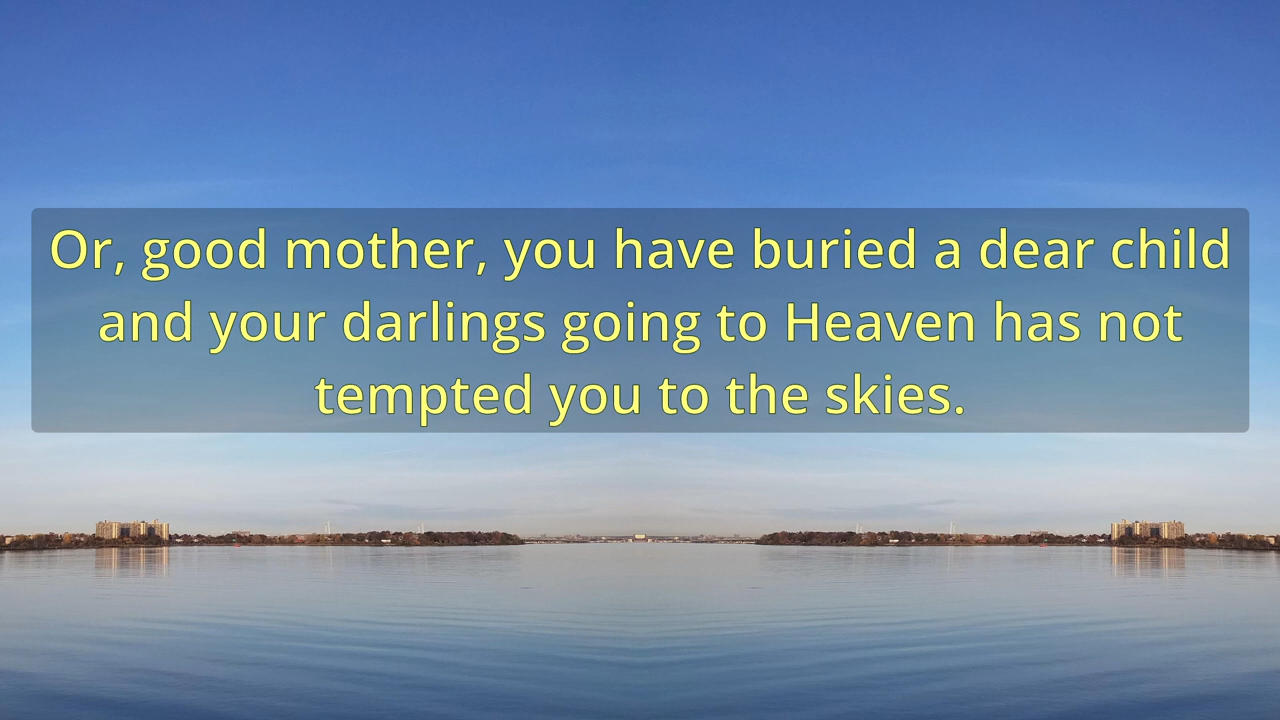 Or, good mother, you have buried a dear child
and your darlings going to Heaven has not
tempted you to the skies.